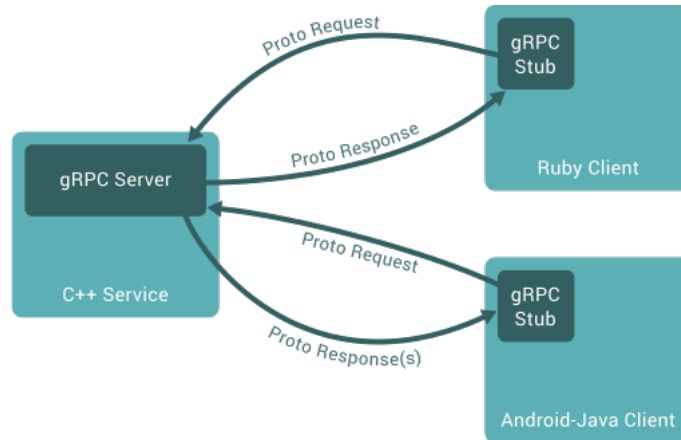 Proto Request
gRPC
Stub
Proto Response
Ruby Client
gRPC Server
C++ Service
Proto Request
gRPC
Stub
Proto Response(s)
Android-Java Client